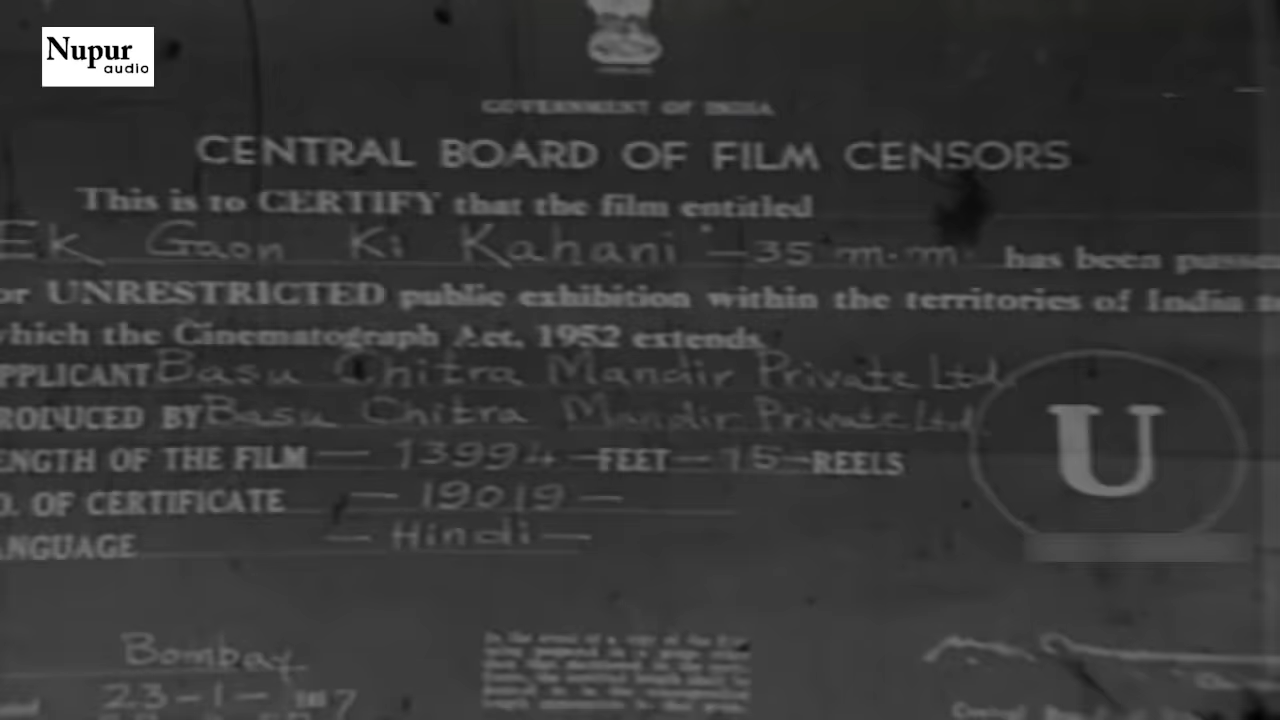 Nupur
audio
GOVERNMENT OF INDIA
CENTRAL BOARD OF FILM CENSORS
This is to CERTIFY that the film entitled
Ek Gaon Ki Kahani - 35 m.m. has been passe
or UNRESTRICTED public exhibition within the territories of India to
which the Cinematograph Act, 1952 extends.
PPLICANT Basu Chitra Mandir Private Ltd.
RODUCED BY Basu Chitra Mandir Private Ltd.
ENGTH OF THE FILM — 13994 — FEET — 15 — REELS
U
O. OF CERTIFICATE — 19019 —
ANGUAGE — Hindi —
Bombay
23-1-